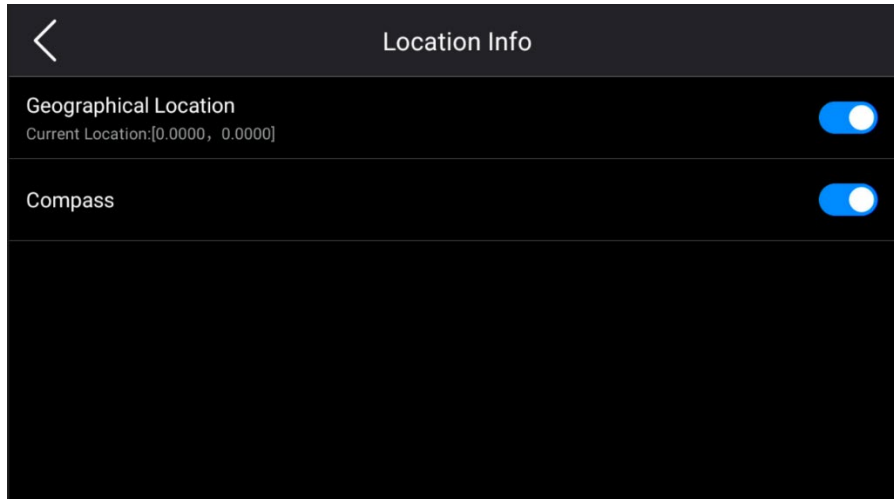 Location Info
Geographical Location
Current Location:[0.0000，0.0000]
Compass